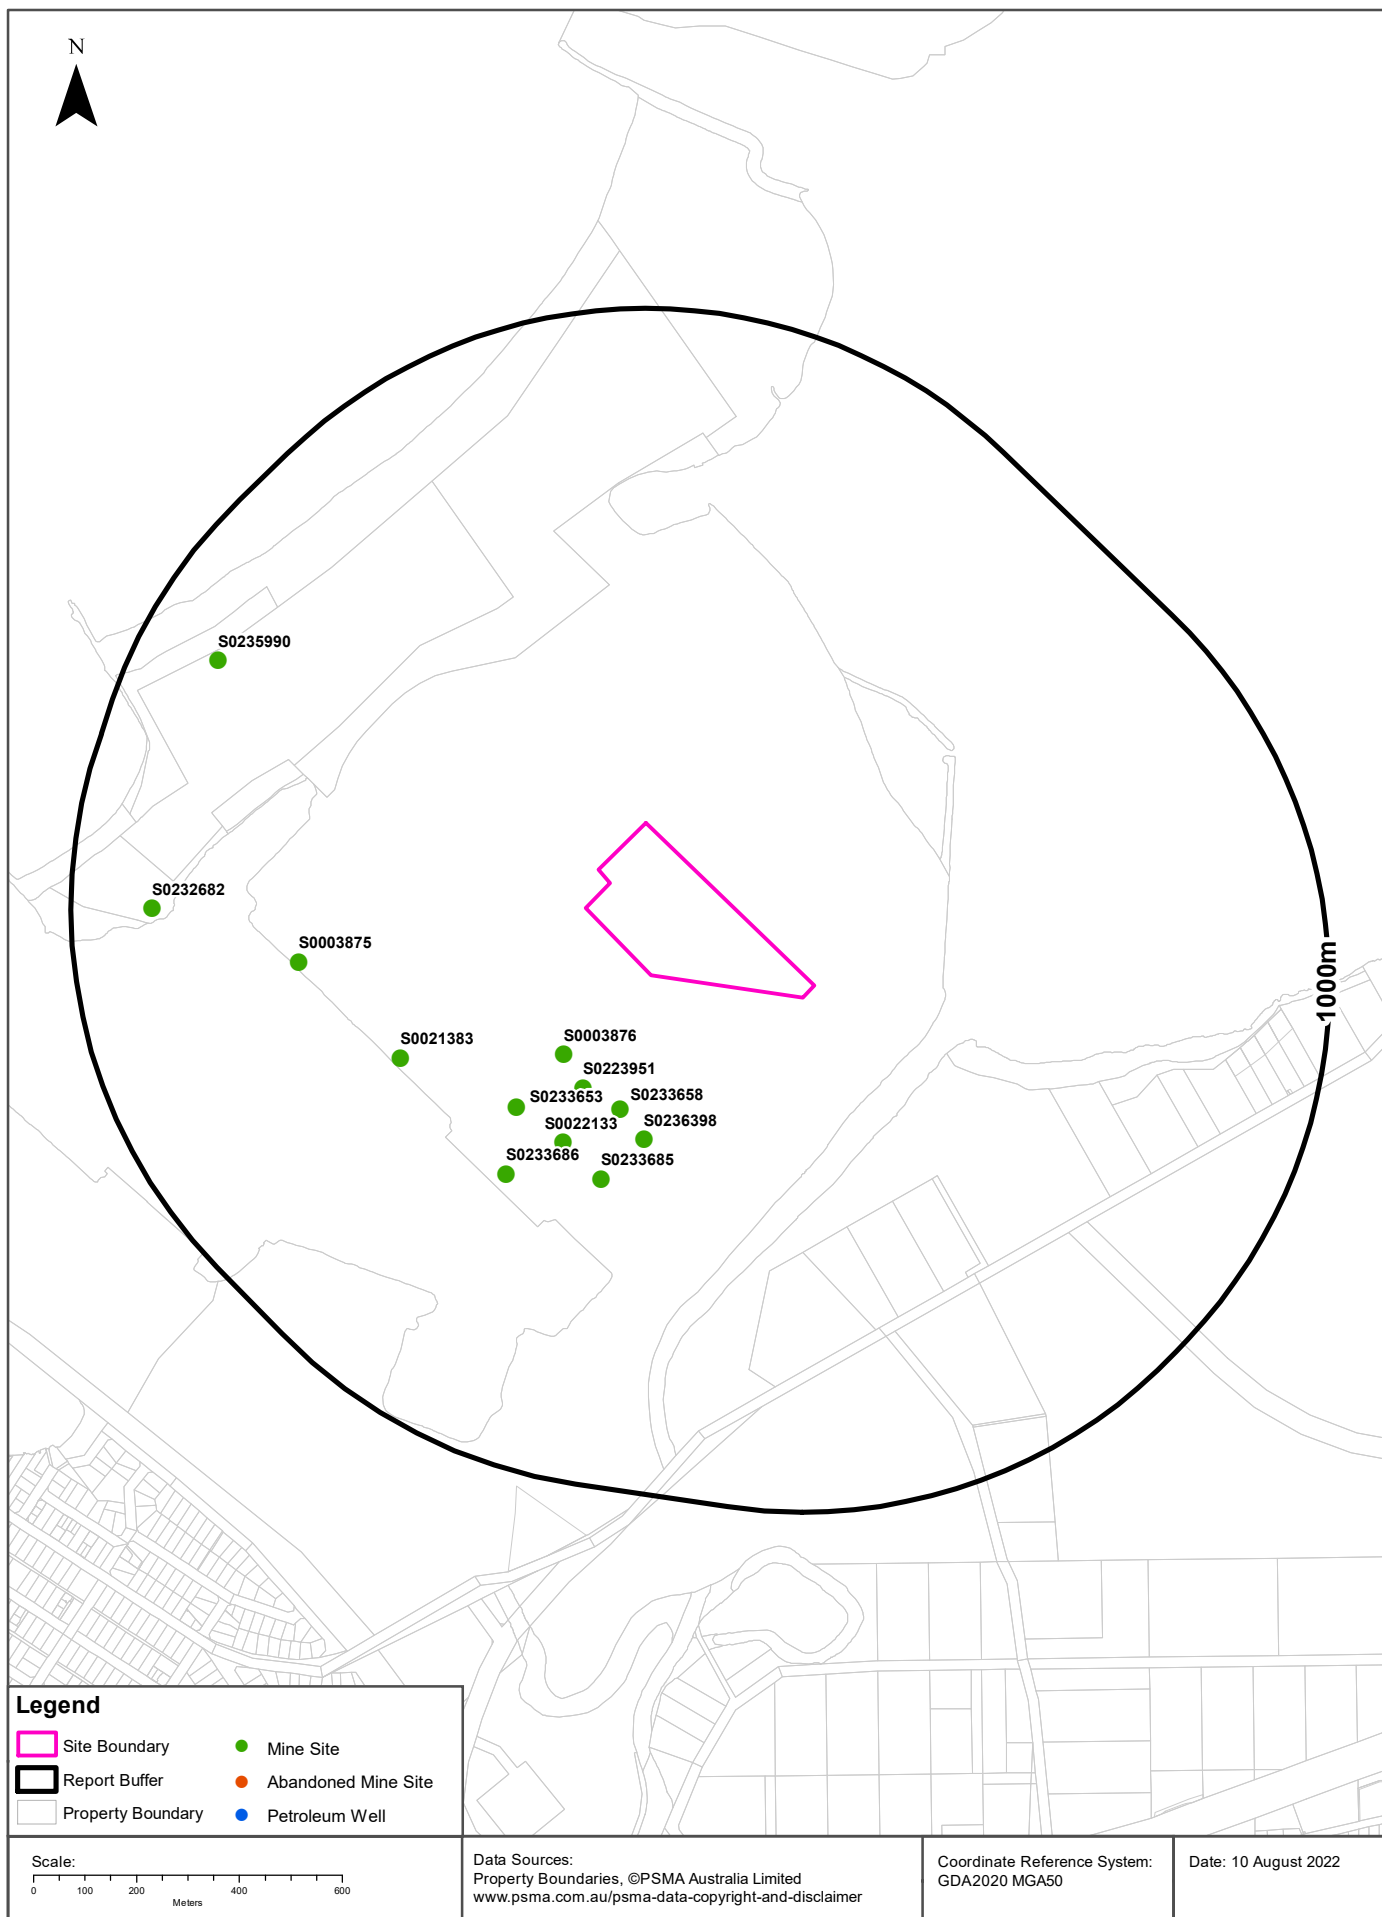 N
S0235990
S0232682
S0003875
1000m
S0021383
S0003876
S0223951
S0233653
S0233658
S0022133
S0236398
S0233686
S0233685
Legend
Site Boundary
Mine Site
Report Buffer
Abandoned Mine Site
Property Boundary
Petroleum Well
Scale:
0 100 200 400 600
Meters
Data Sources:
Property Boundaries, ©PSMA Australia Limited
www.psma.com.au/psma-data-copyright-and-disclaimer
Coordinate Reference System:
GDA2020 MGA50
Date: 10 August 2022